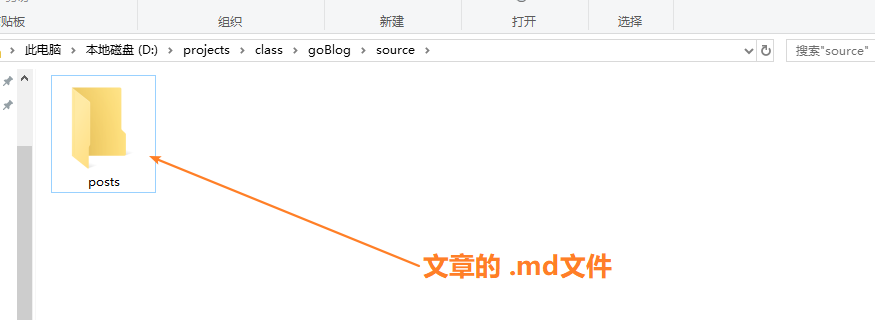 贴板
组织
新建
打开
选择
此电脑 > 本地磁盘 (D:) > projects > class > goBlog > source >
搜索"source"
posts
文章的 .md文件